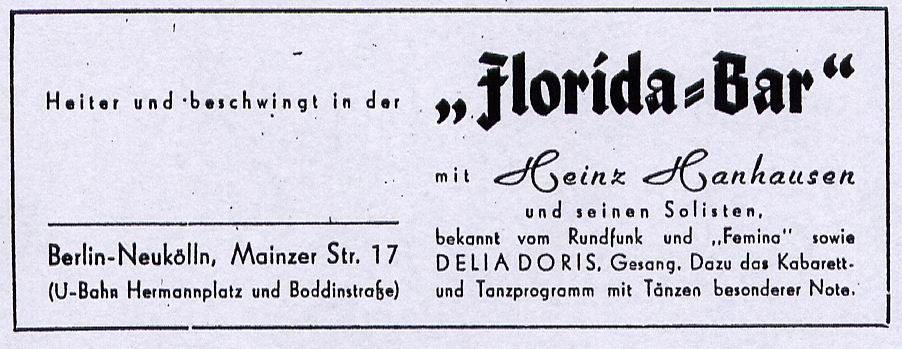 Heiter und beschwingt in der
„Florida-Bar“
mit Heinz Hanhausen
und seinen Solisten,
bekannt vom Rundfunk und „Femina“ sowie
DELIA DORIS, Gesang. Dazu das Kabarett-
und Tanzprogramm mit Tänzen besonderer Note.
Berlin-Neukölln, Mainzer Str. 17
(U-Bahn Hermannplatz und Boddinstraße)